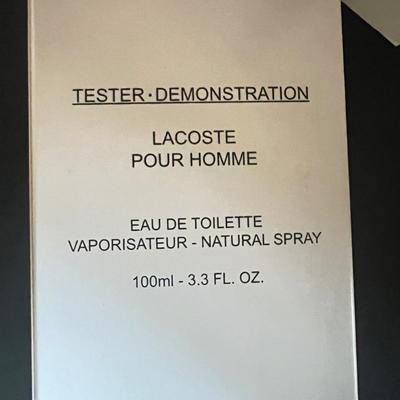 TESTER · DEMONSTRATION
LACOSTE
POUR HOMME
EAU DE TOILETTE
VAPORISATEUR - NATURAL SPRAY
100ml - 3.3 FL. OZ.